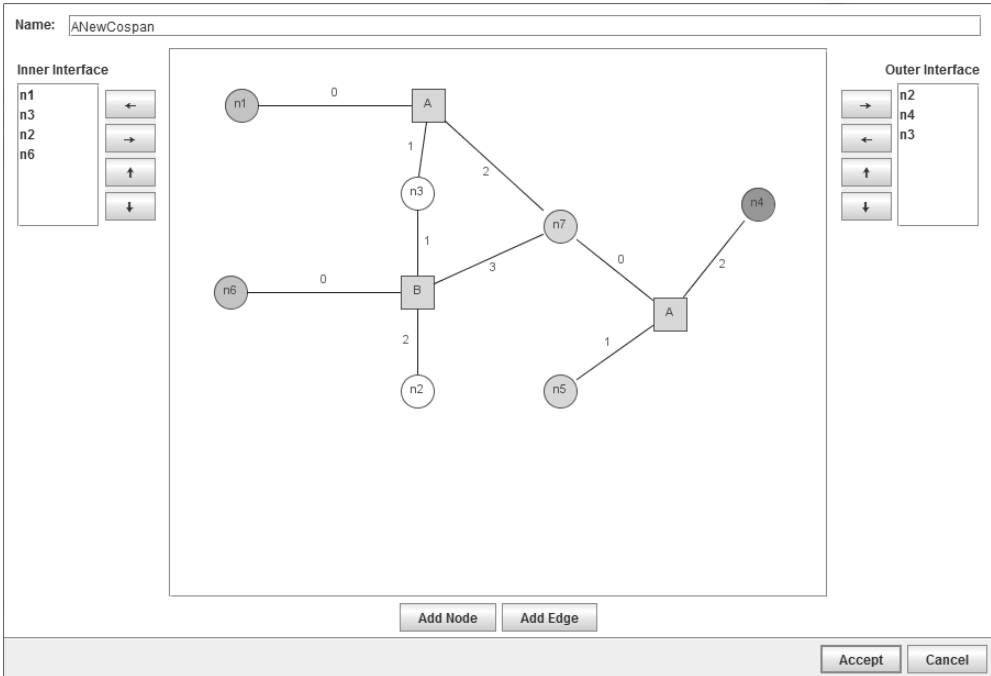 Name: ANewCospan
Inner Interface
Outer Interface
n1
n3
n2
n6
←
→
↑
↓
n1
0
A
1
2
n3
n7
n4
1
3
0
2
n6
0
B
A
2
1
n2
n5
→
←
↑
↓
n2
n4
n3
Add Node Add Edge
Accept Cancel